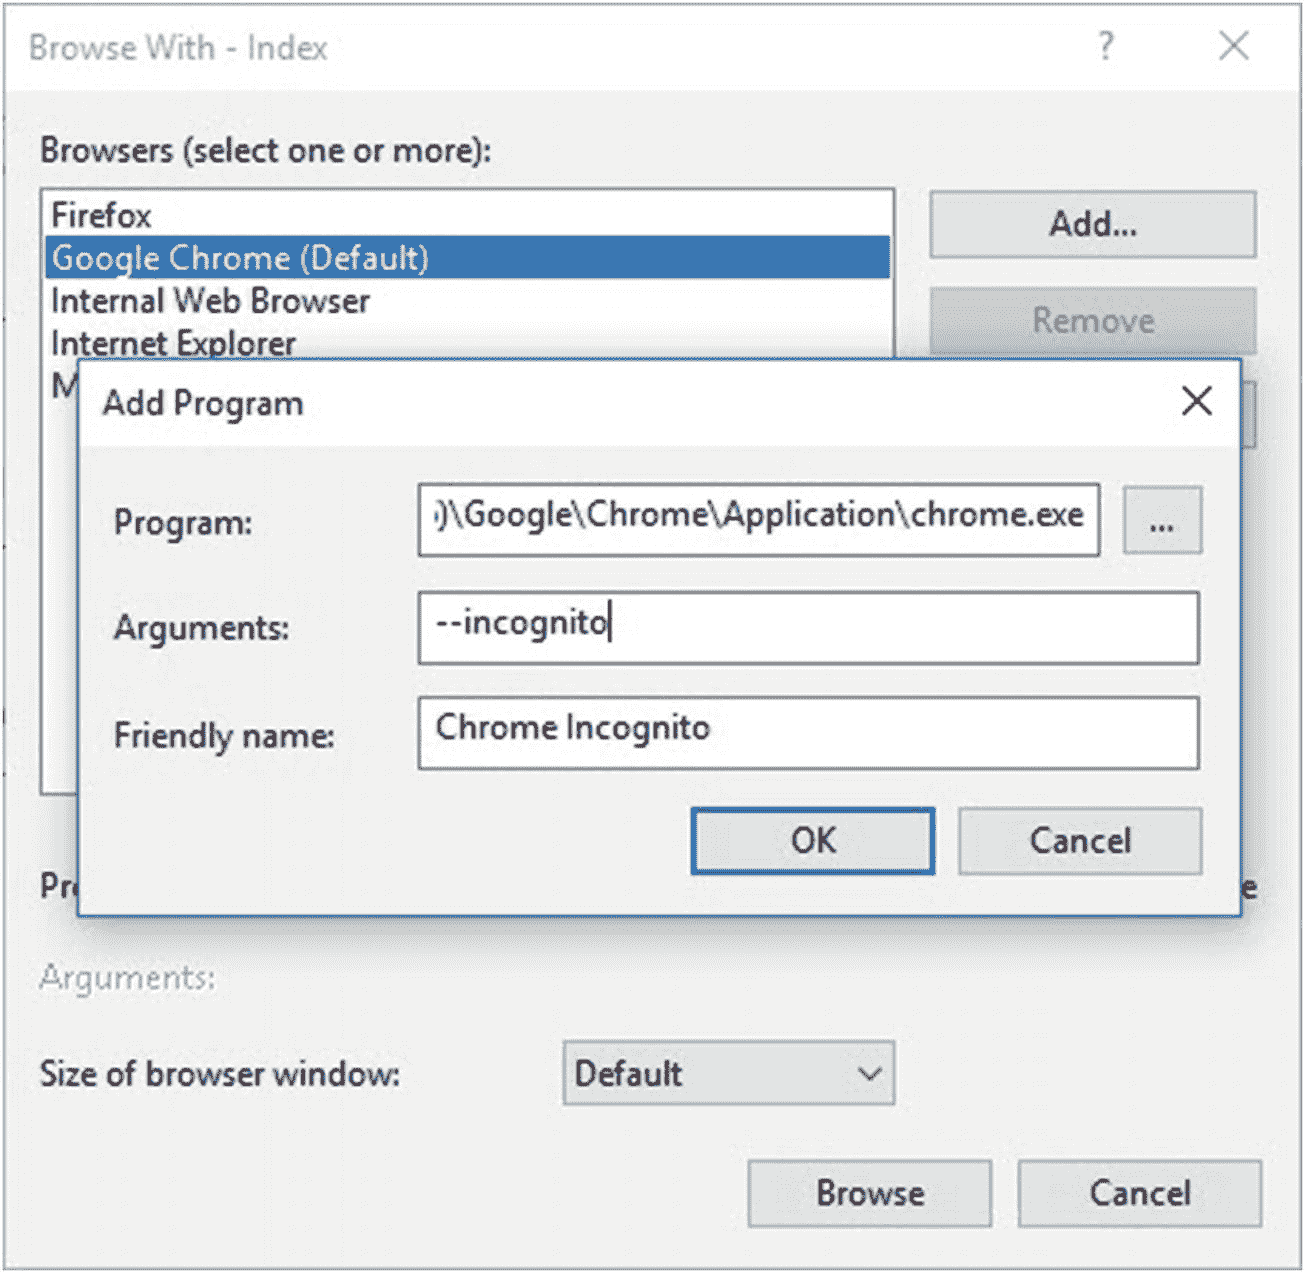 Browse With - Index ?
Browsers (select one or more):
Firefox
Add...
Google Chrome (Default)
Internal Web Browser
Remove
Internet Explorer
Add Program
Program: )\Google\Chrome\Application\chrome.exe ...
Arguments: --incognito
Friendly name: Chrome Incognito
OK Cancel
Arguments:
Size of browser window: Default
Browse Cancel